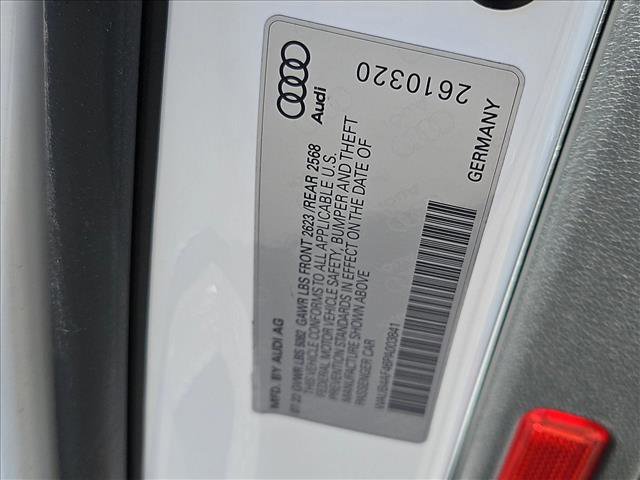 Audi
2610320
GERMANY
MFD. BY AUDI AG
GVWR LBS 5082 GAWR LBS FRONT 2623 /REAR 2568
THIS VEHICLE CONFORMS TO ALL APPLICABLE U.S.
FEDERAL MOTOR VEHICLE SAFETY, BUMPER AND THEFT
PREVENTION STANDARDS IN EFFECT ON THE DATE OF
MANUFACTURE SHOWN ABOVE
PASSENGER CAR